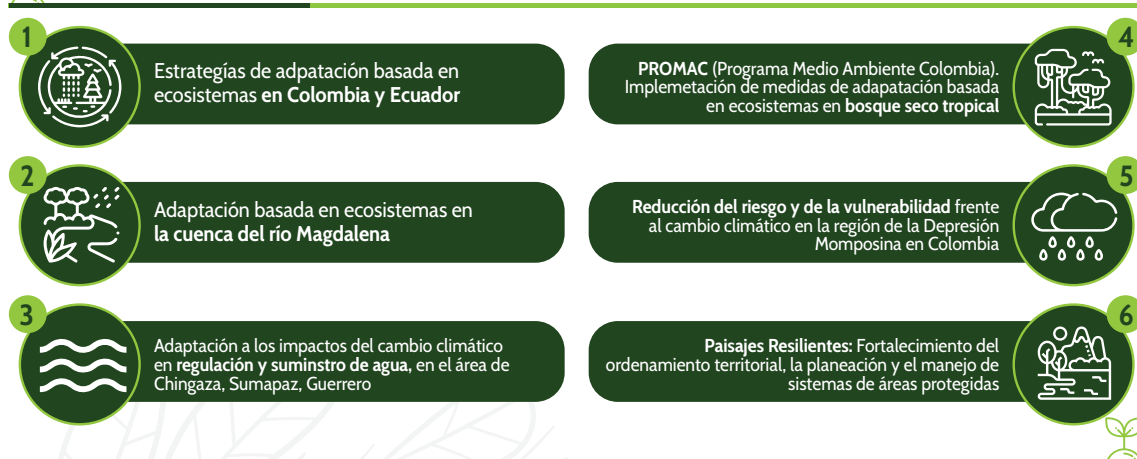 1
Estrategías de adpatación basada en
ecosistemas en Colombia y Ecuador
2
Adaptación basada en ecosistemas en
la cuenca del río Magdalena
3
Adaptación a los impactos del cambio climático
en regulación y suministro de agua, en el área de
Chingaza, Sumapaz, Guerrero
4
PROMAC (Programa Medio Ambiente Colombia).
Implemetación de medidas de adapatación basada
en ecosistemas en bosque seco tropical
5
Reducción del riesgo y de la vulnerabilidad frente
al cambio climático en la región de la Depresión
Momposina en Colombia
6
Paisajes Resilientes: Fortalecimiento del
ordenamiento territorial, la planeación y el manejo de
sistemas de áreas protegidas